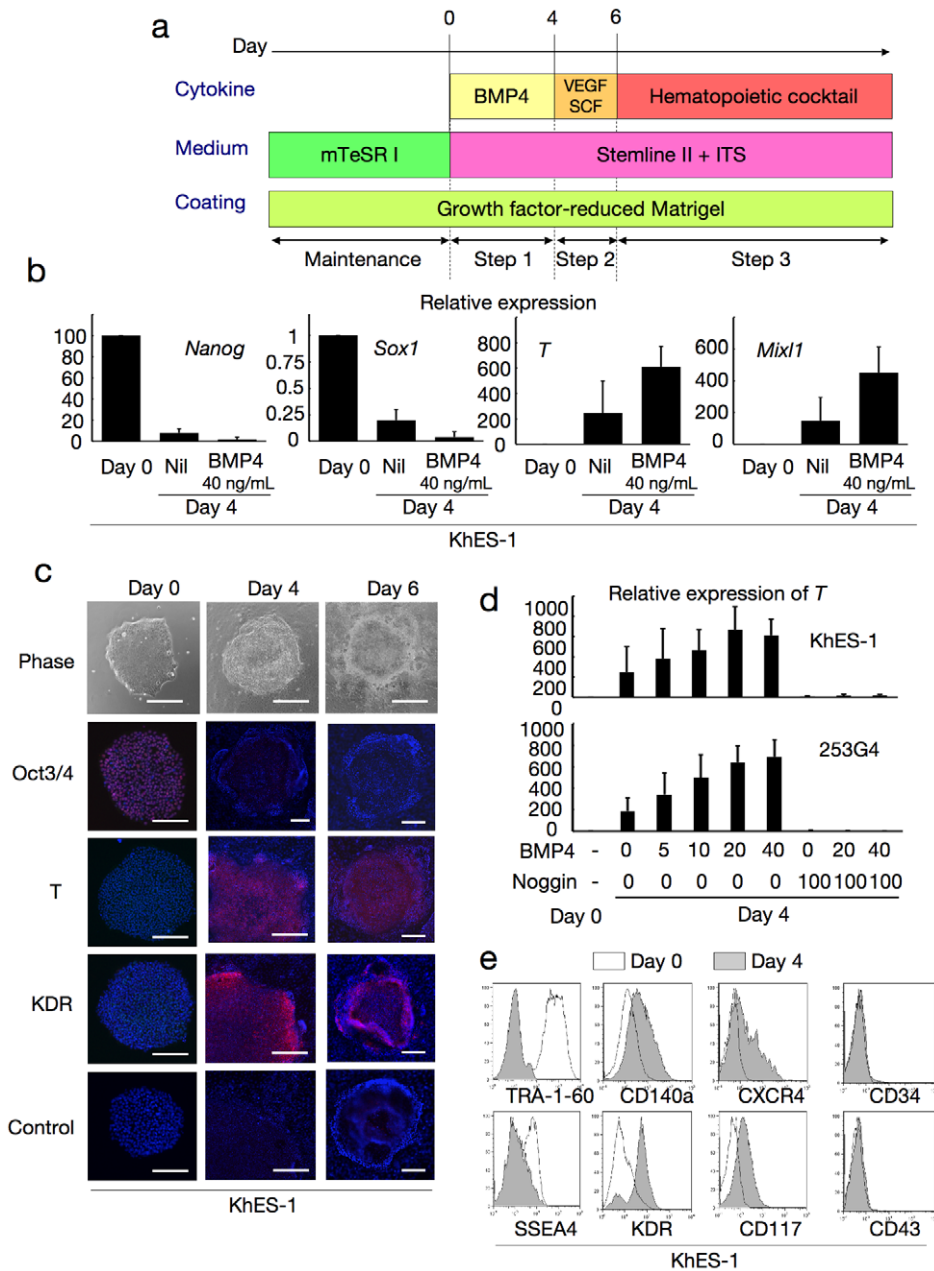 a
0 4 6
Day
Cytokine BMP4 VEGF SCF Hematopoietic cocktail
Medium mTeSR I Stemline II + ITS
Coating Growth factor-reduced Matrigel
Maintenance Step 1 Step 2 Step 3
b
Relative expression
100 80 60 40 20 0 Nanog
1 0.75 0.5 0.25 0 Sox1
800 600 400 200 0 T
600 400 200 0 Mixl1
Day 0 Nil BMP4 40 ng/mL Day 4
Day 0 Nil BMP4 40 ng/mL Day 4
Day 0 Nil BMP4 40 ng/mL Day 4
Day 0 Nil BMP4 40 ng/mL Day 4
KhES-1
c
Day 0 Day 4 Day 6
Phase
Oct3/4
T
KDR
Control
KhES-1
d
Relative expression of T
1000 800 600 400 200 0 KhES-1
1000 800 600 400 200 0 253G4
BMP4 - 0 5 10 20 40 0 20 40
Noggin - 0 0 0 0 0 100 100 100
Day 0 Day 4
e
Day 0 Day 4
TRA-1-60 CD140a CXCR4 CD34
SSEA4 KDR CD117 CD43
KhES-1